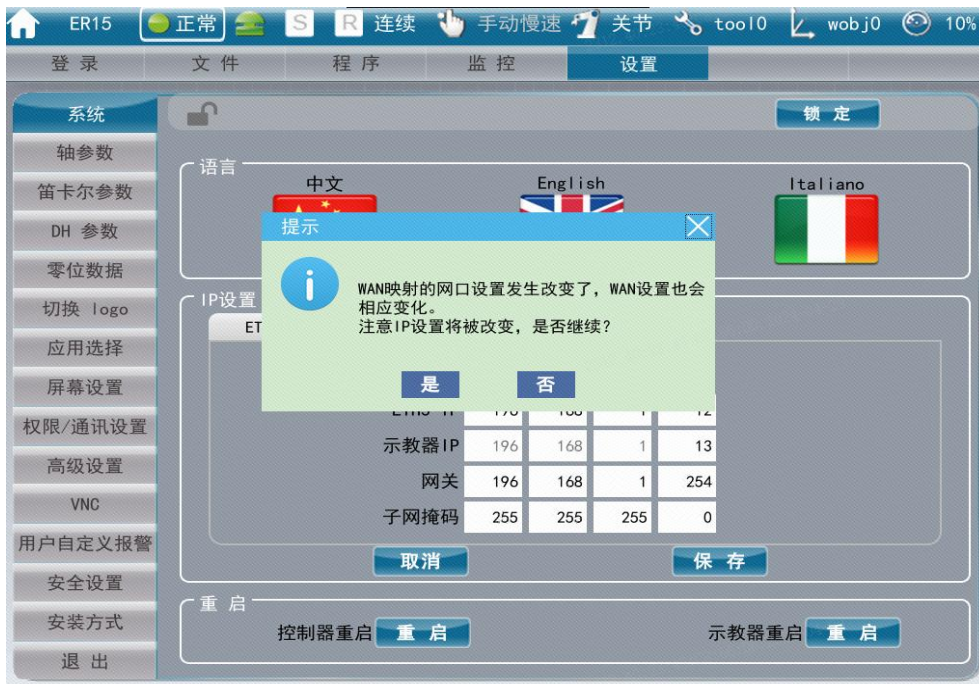 ER15 正常 S R 连续 手动慢速 关节 tool0 wobj0 10%
登录 文件 程序 监控 设置
系统
锁 定
轴参数
笛卡尔参数
DH 参数
零位数据
切换 logo
应用选择
屏幕设置
权限/通讯设置
高级设置
VNC
用户自定义报警
安全设置
安装方式
退 出
语言
中文 English Italiano
提示
WAN映射的网口设置发生改变了，WAN设置也会
相应变化。
注意IP设置将被改变，是否继续？
是 否
IP设置
ET
示教器IP 196 168 1 13
网关 196 168 1 254
子网掩码 255 255 255 0
取消 保 存
重 启
控制器重启 重 启 示教器重启 重 启